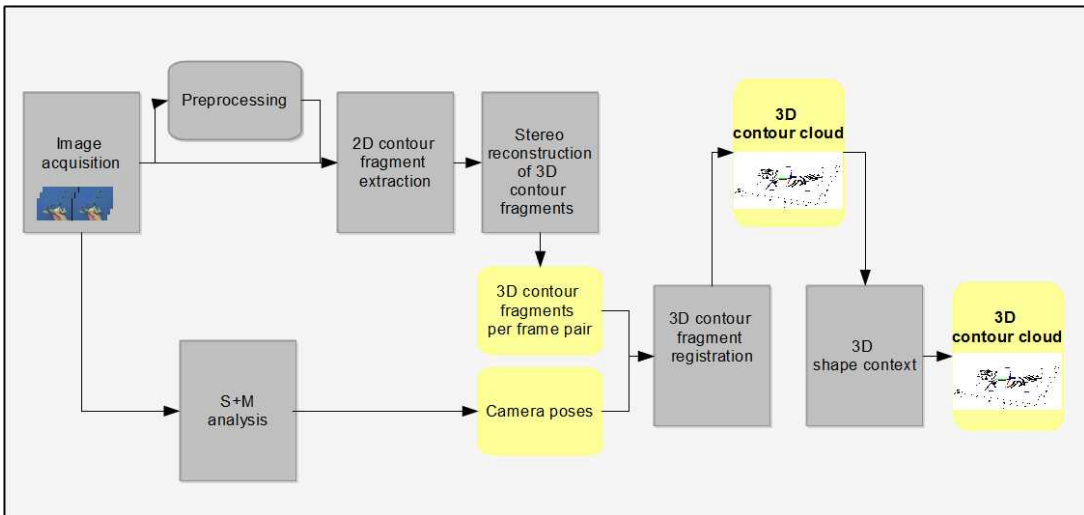 Preprocessing
Image
acquisition
2D contour
fragment
extraction
Stereo
reconstruction
of 3D
contour
fragments
3D
contour cloud
3D contour
fragments
per frame pair
3D contour
fragment
registration
3D
shape context
3D
contour cloud
S+M
analysis
Camera poses